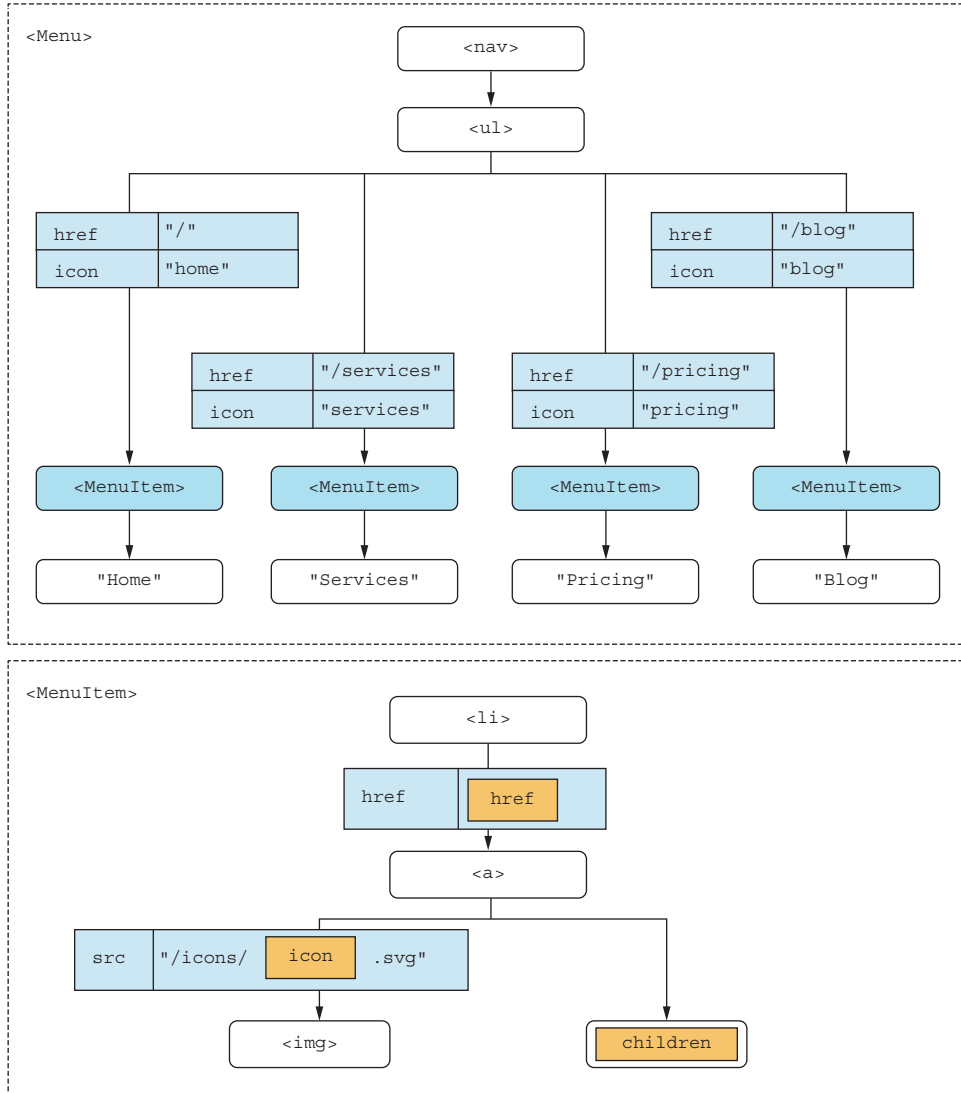 <Menu>
<nav>
<ul>
href "/"
icon "home"
href "/blog"
icon "blog"
href "/services"
icon "services"
href "/pricing"
icon "pricing"
<MenuItem> <MenuItem> <MenuItem> <MenuItem>
"Home" "Services" "Pricing" "Blog"
<MenuItem>
<li>
href href
<a>
src "/icons/ icon .svg"
<img> children